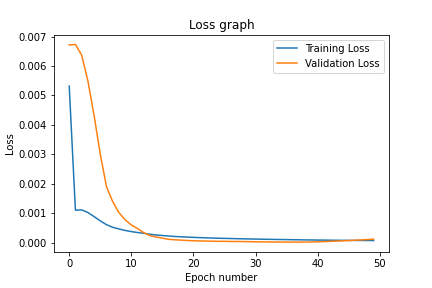 Loss graph
Training Loss
Validation Loss
0.007
0.006
0.005
0.004
0.003
0.002
0.001
0.000
Loss
0 10 20 30 40 50
Epoch number